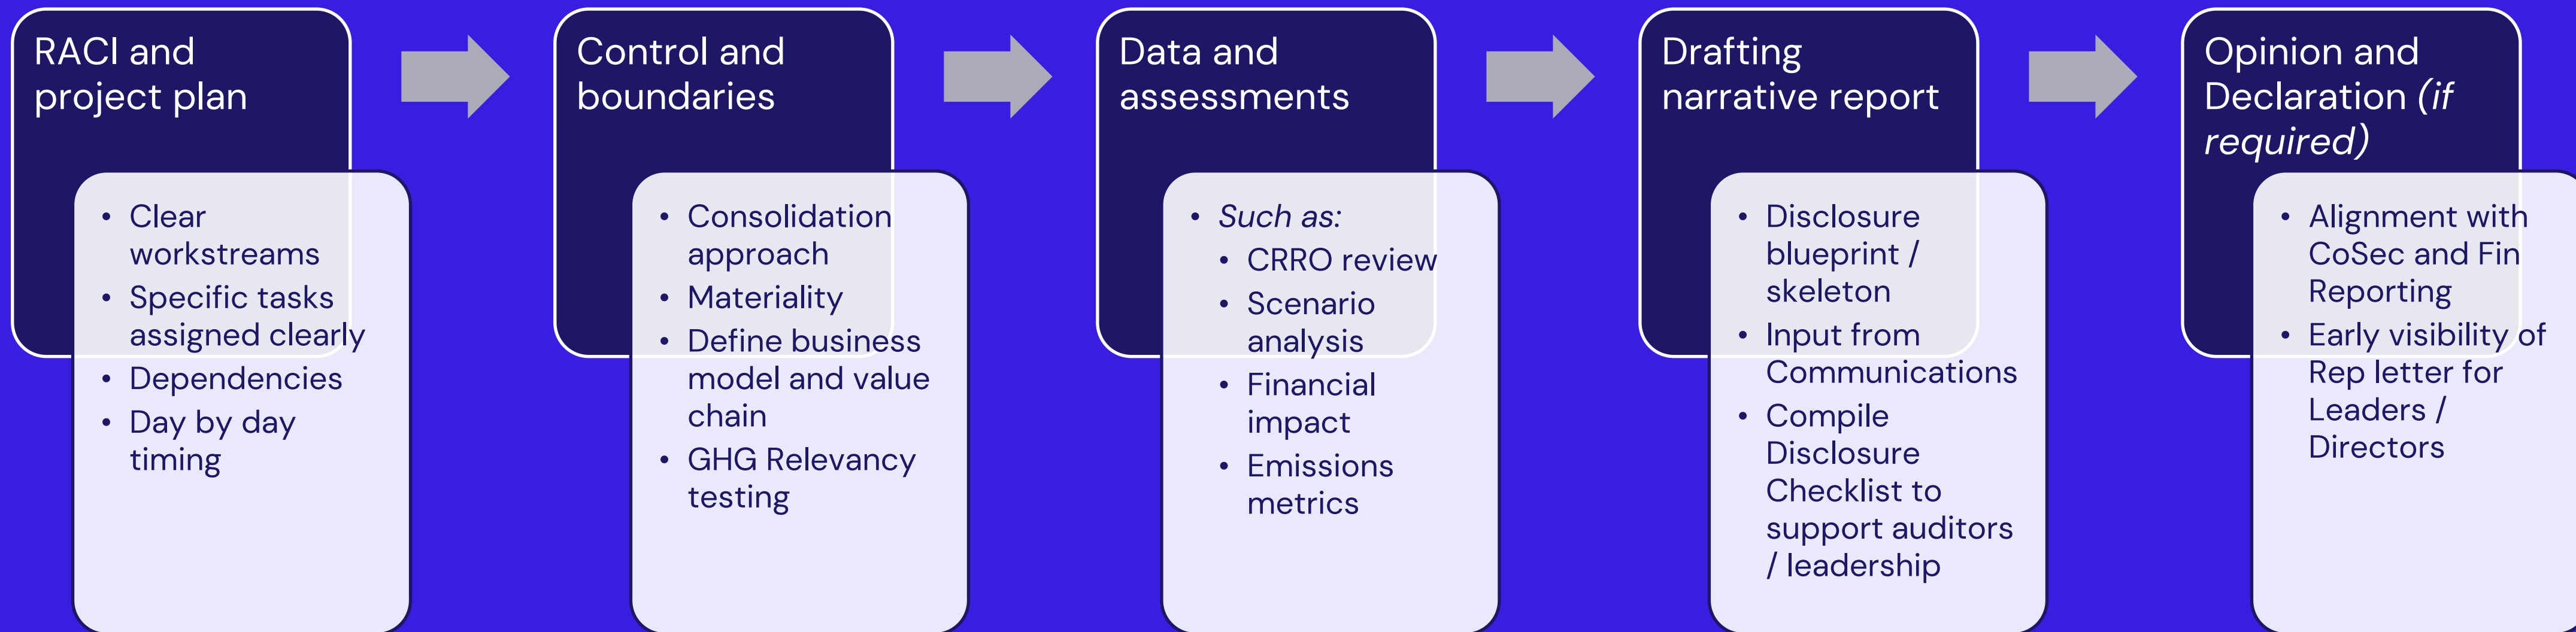 RACI and
project plan
• Clear
workstreams
• Specific tasks
assigned clearly
• Dependencies
• Day by day
timing
Control and
boundaries
• Consolidation
approach
• Materiality
• Define business
model and value
chain
• GHG Relevancy
testing
Data and
assessments
• Such as:
• CRRO review
• Scenario
analysis
• Financial
impact
• Emissions
metrics
Drafting
narrative report
• Disclosure
blueprint /
skeleton
• Input from
Communications
• Compile
Disclosure
Checklist to
support auditors
/ leadership
Opinion and
Declaration (if
required)
• Alignment with
CoSec and Fin
Reporting
• Early visibility of
Rep letter for
Leaders /
Directors